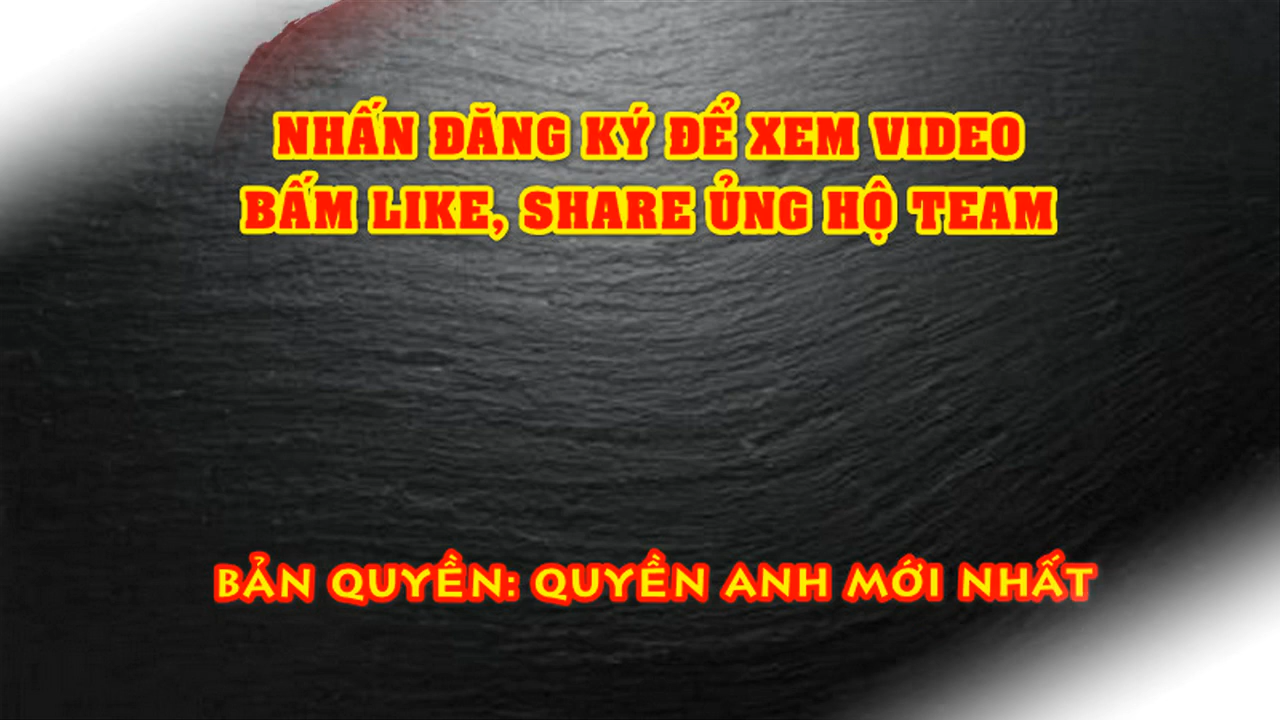 NHẤN ĐĂNG KÝ ĐỂ XEM VIDEO
BẤM LIKE, SHARE ỦNG HỘ TEAM
BẢN QUYỀN: QUYỀN ANH MỚI NHẤT